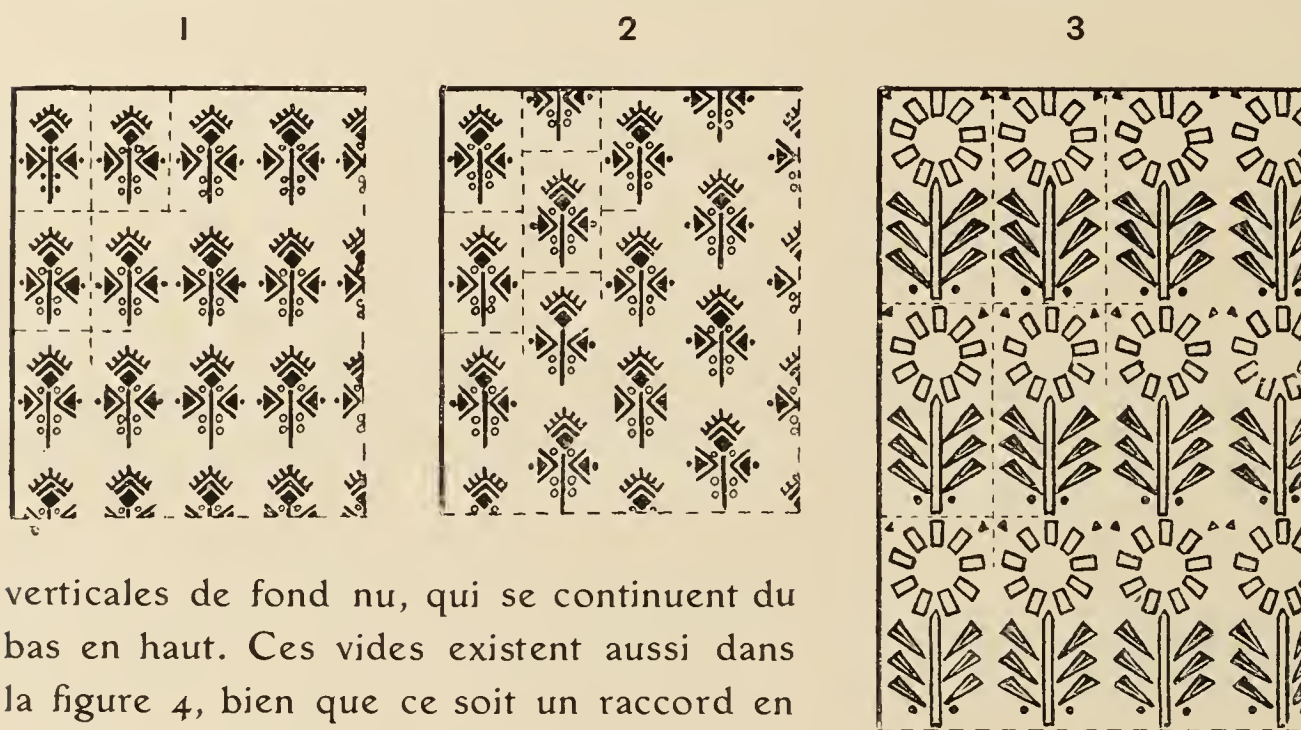 1 2 3
verticales de fond nu, qui se continuent du
bas en haut. Ces vides existent aussi dans
la figure 4, bien que ce soit un raccord en